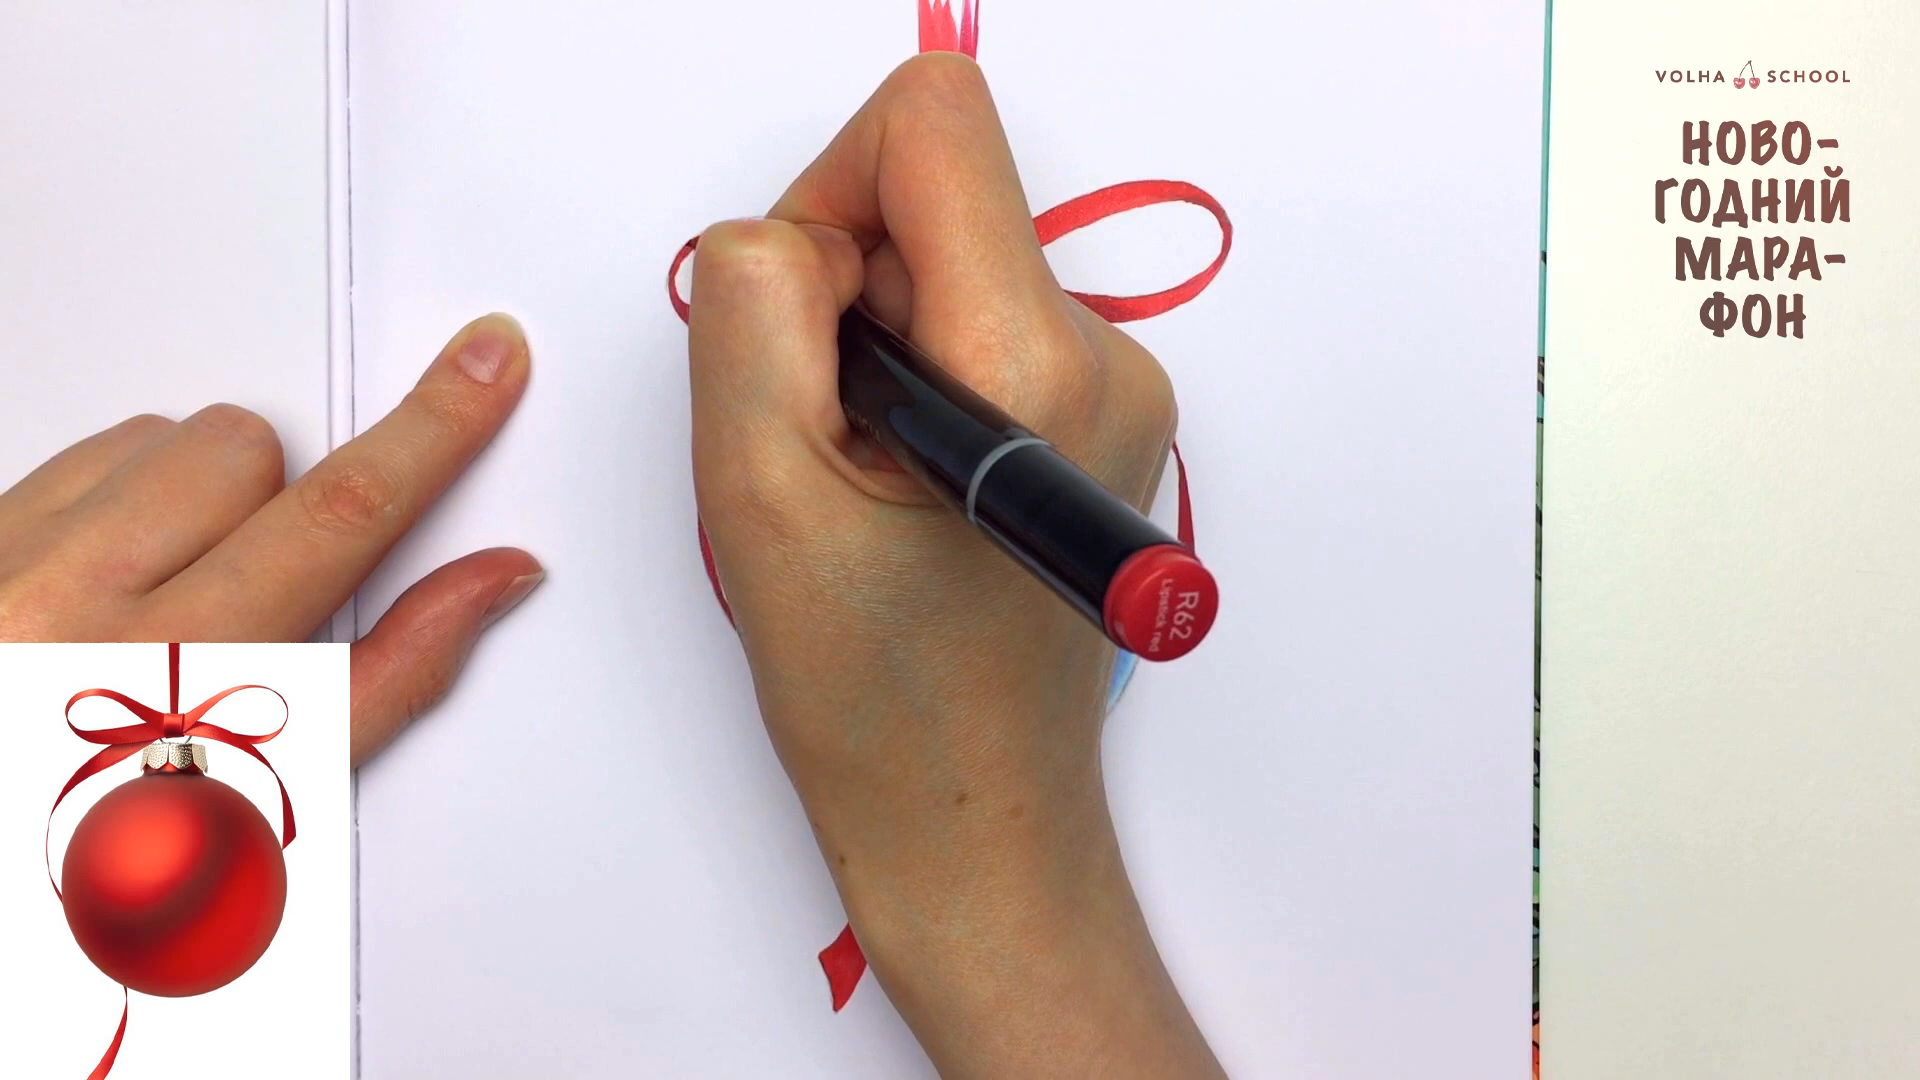 VOLHA SCHOOL
НОВО-
ГОДНИЙ
МАРА-
ФОН
R62
Lipstick red